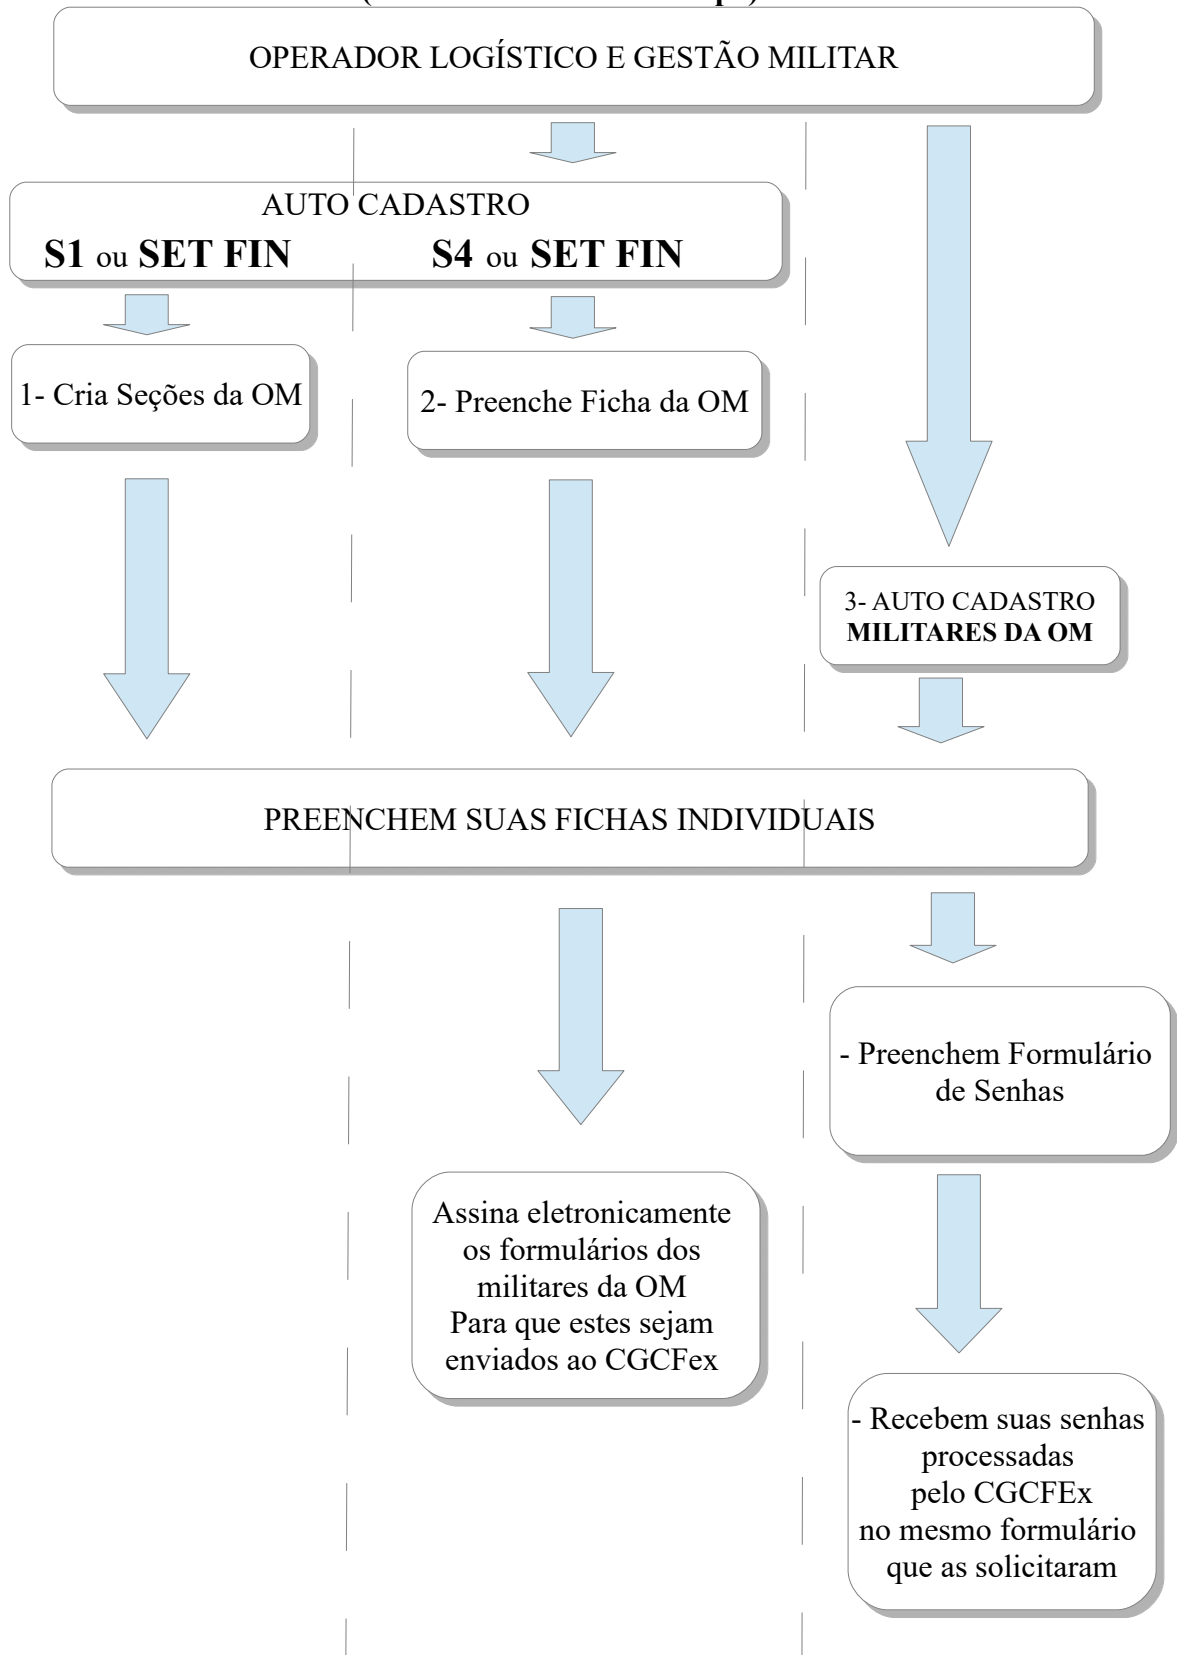 OPERADOR LOGÍSTICO E GESTÃO MILITAR
AUTO CADASTRO
S1 ou SET FIN
S4 ou SET FIN
1- Cria Seções da OM
2- Preenche Ficha da OM
3- AUTO CADASTRO
MILITARES DA OM
PREENCHEM SUAS FICHAS INDIVIDUAIS
- Preenchem Formulário
de Senhas
Assina eletronicamente
os formulários dos
militares da OM
Para que estes sejam
enviados ao CGCFex
- Recebem suas senhas
processadas
pelo CGCFEx
no mesmo formulário
que as solicitaram